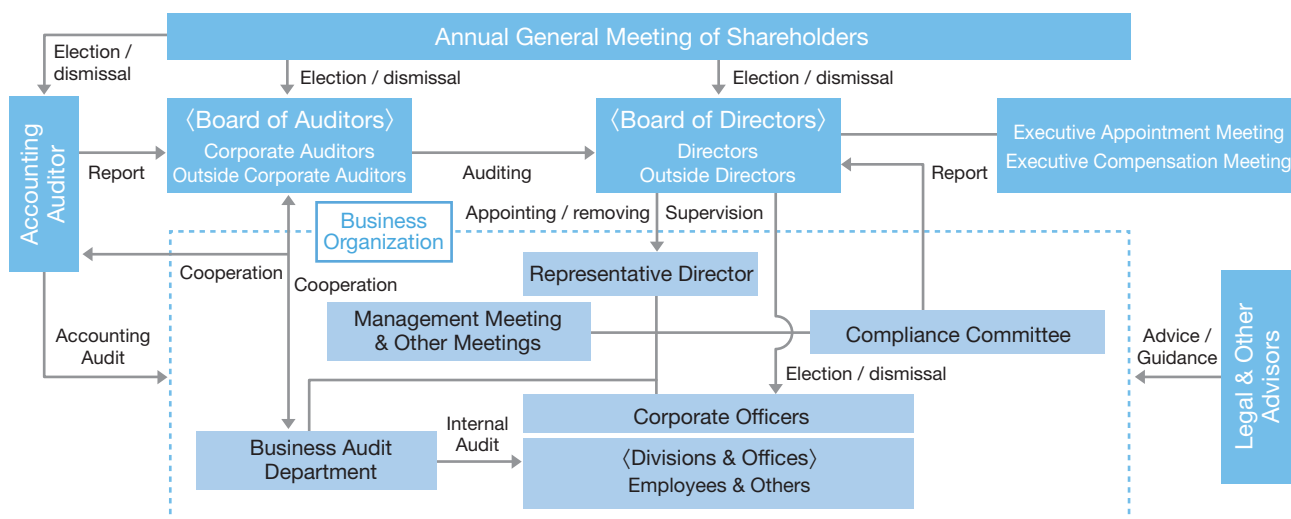 Annual General Meeting of Shareholders
Election /
dismissal
Election / dismissal
Election / dismissal
Accounting
Auditor
Report
〈Board of Auditors〉
Corporate Auditors
Outside Corporate Auditors
Auditing
〈Board of Directors〉
Directors
Outside Directors
Report
Executive Appointment Meeting
Executive Compensation Meeting
Business
Organization
Appointing / removing
Supervision
Cooperation
Cooperation
Representative Director
Management Meeting
& Other Meetings
Compliance Committee
Accounting
Audit
Advice /
Guidance
Legal & Other
Advisors
Election / dismissal
Corporate Officers
Business Audit
Department
Internal
Audit
〈Divisions & Offices〉
Employees & Others